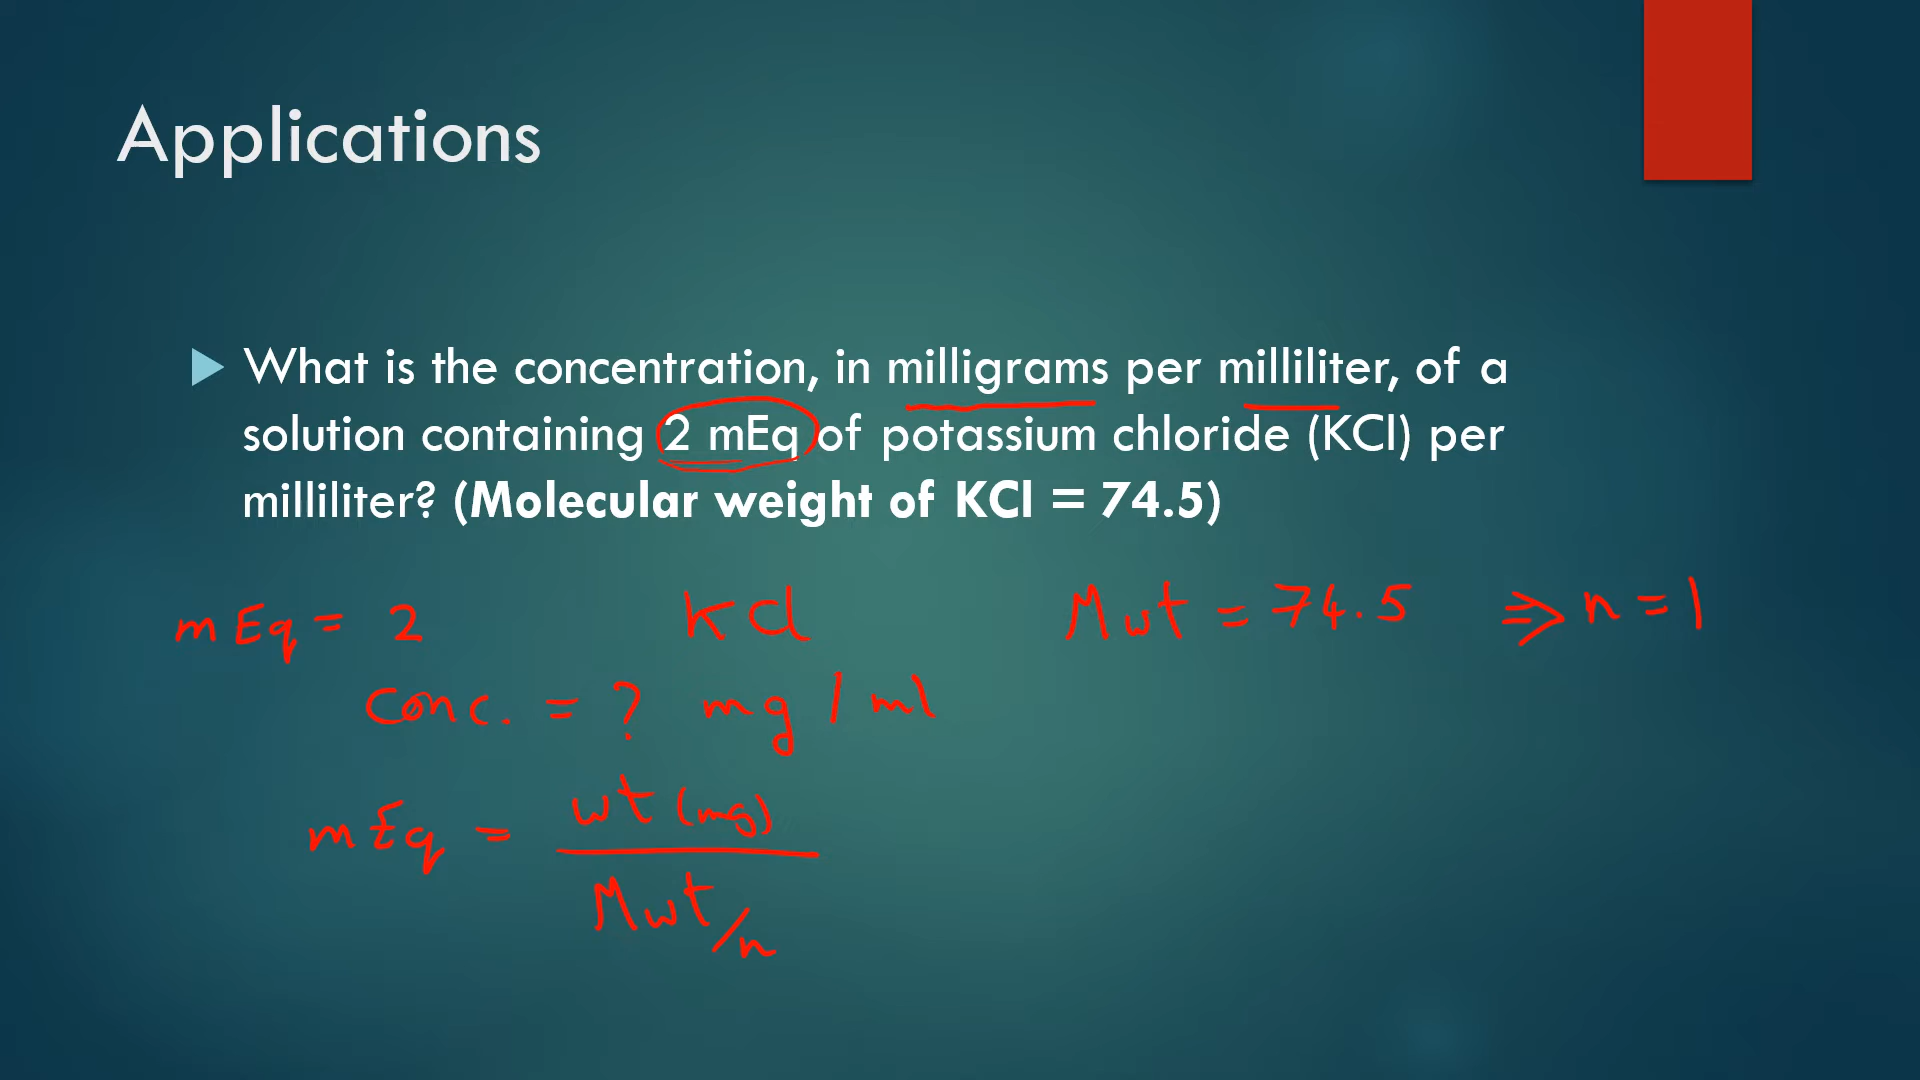 Applications
What is the concentration, in milligrams per milliliter, of a
solution containing 2 mEq of potassium chloride (KCl) per
milliliter? (Molecular weight of KCl = 74.5)
mEq = 2 KCl Mwt = 74.5 ⇒ n = 1
Conc. = ? mg / ml
mEq = wt (mg)
Mwt/n